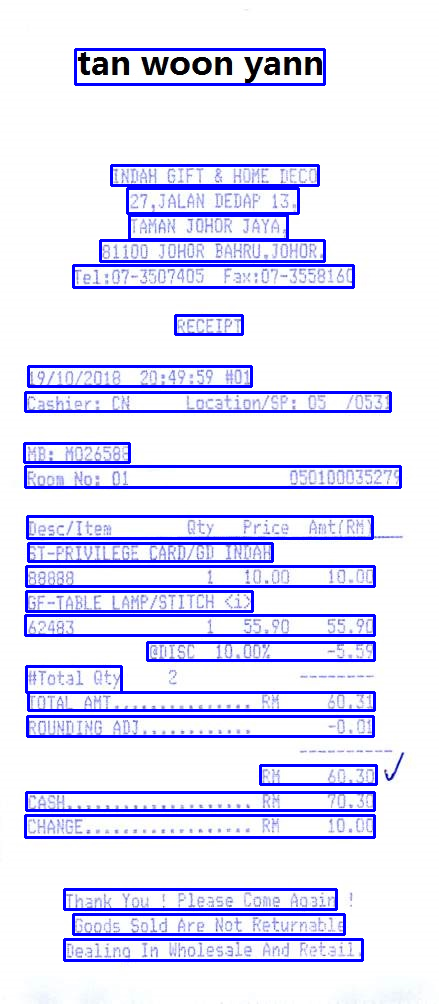 tan woon yann
INDAH GIFT & HOME DECO
27,JALAN DEDAP 13.
TAMAN JOHOR JAYA,
81100 JOHOR BAHRU,JOHOR.
Tel:07-3507405 Fax:07-3558160
RECEIPT
19/10/2018 20:49:59 #01
Cashier: CN Location/SP: 05 /0531
MB: M026588
Room No: 01 050100035279
Desc/Item Qty Price Amt(RM)
ST-PRIVILEGE CARD/GD INDAH
88888 1 10.00 10.00
GF-TABLE LAMP/STITCH <i>
62483 1 55.90 55.90
@DISC 10.00% -5.59
#Total Qty 2 --------
TOTAL AMT............... RM 60.31
ROUNDING ADJ............ -0.01
----------
RM 60.30
CASH.................... RM 70.30
CHANGE.................. RM 10.00
Thank You ! Please Come Again !
Goods Sold Are Not Returnable
Dealing In Wholesale And Retail.